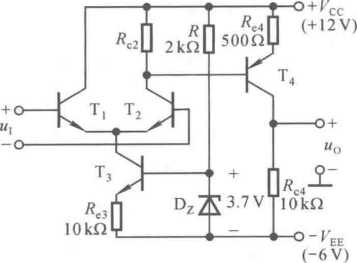 +V_CC
(+12 V)
R_c2
R
2 kΩ
R_e4
500 Ω
T_4
+
u_I
−
T_1
T_2
+
u_O
−
T_3
+
D_Z
3.7 V
−
R_e3
10 kΩ
R_c4
10 kΩ
−V_EE
(−6 V)